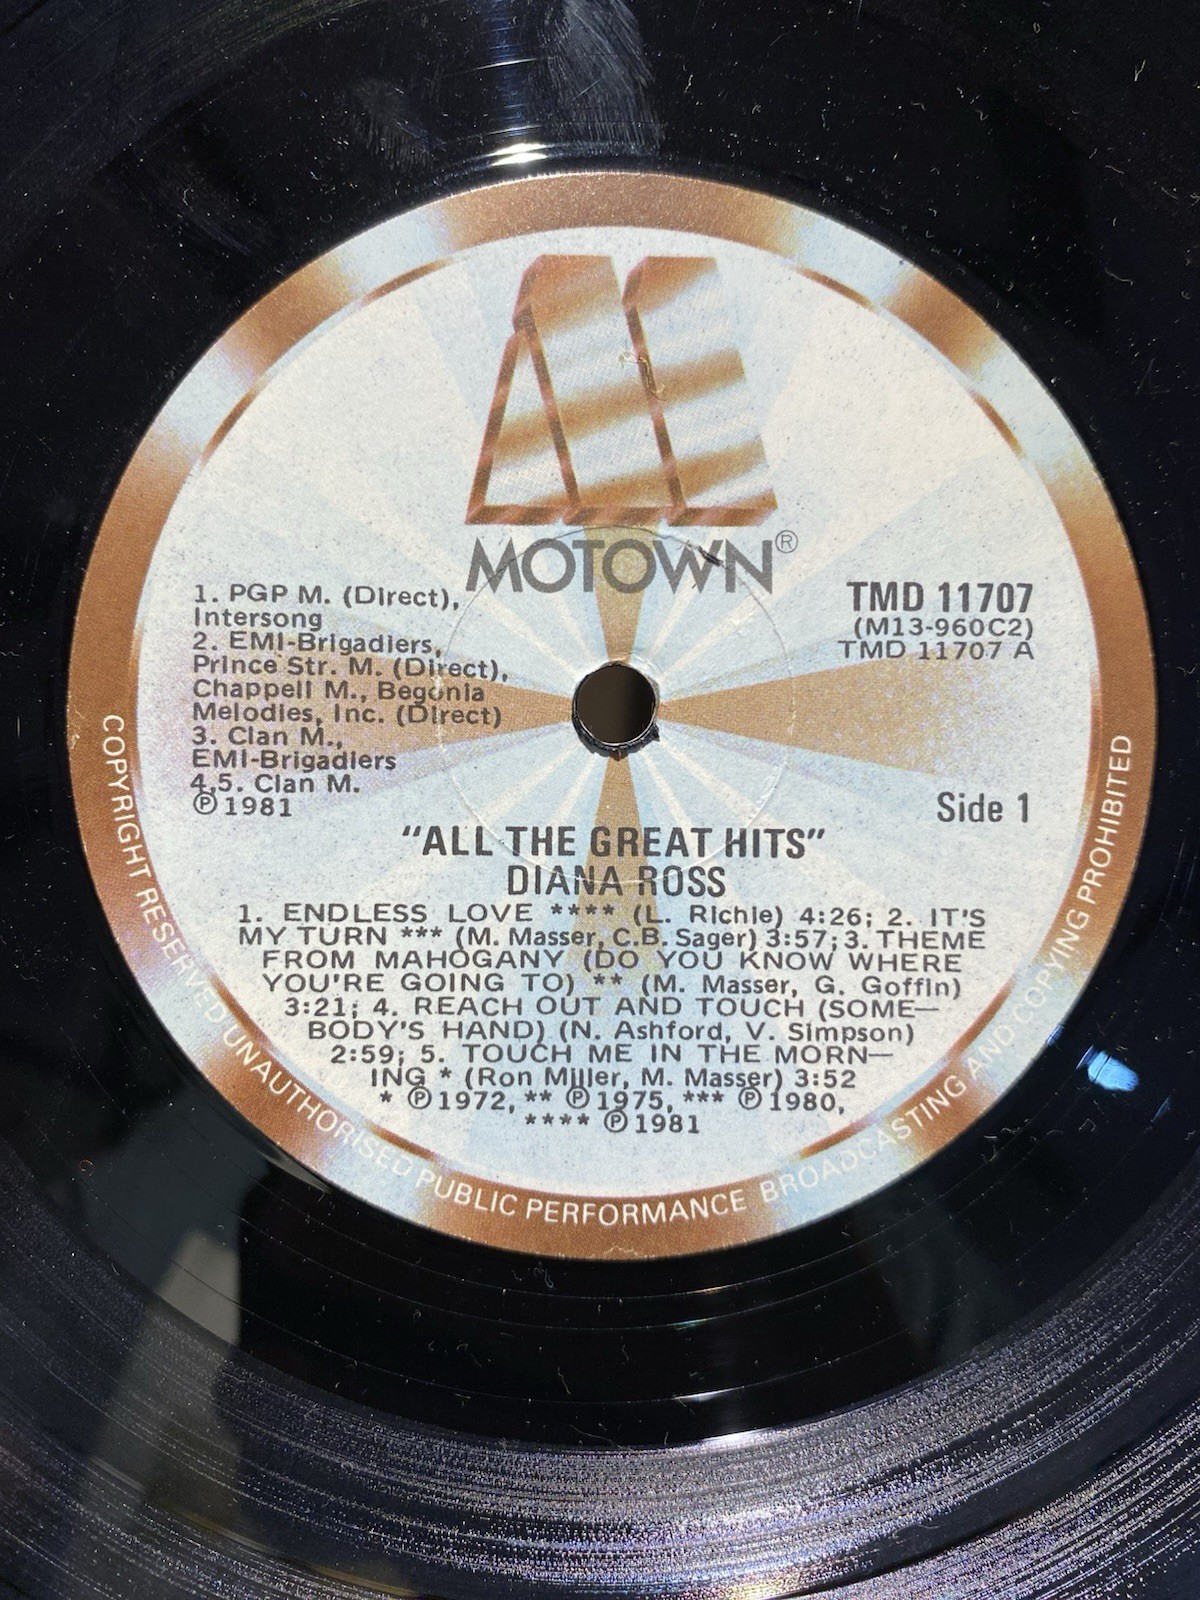 MOTOWN®
1. PGP M. (Direct),
Intersong
2. EMI-Brigadiers,
Prince Str. M. (Direct),
Chappell M., Begonia
Melodies, Inc. (Direct)
3. Clan M.,
EMI-Brigadiers
4,5. Clan M.
℗ 1981
TMD 11707
(M13-960C2)
TMD 11707 A
Side 1
"ALL THE GREAT HITS"
DIANA ROSS
1. ENDLESS LOVE **** (L. Richie) 4:26; 2. IT'S
MY TURN *** (M. Masser, C.B. Sager) 3:57; 3. THEME
FROM MAHOGANY (DO YOU KNOW WHERE
YOU'RE GOING TO) ** (M. Masser, G. Goffin)
3:21; 4. REACH OUT AND TOUCH (SOME—
BODY'S HAND) (N. Ashford, V. Simpson)
2:59; 5. TOUCH ME IN THE MORN—
ING * (Ron Miller, M. Masser) 3:52
* ℗ 1972, ** ℗ 1975, *** ℗ 1980,
**** ℗ 1981
COPYRIGHT RESERVED UNAUTHORISED PUBLIC PERFORMANCE BROADCASTING AND COPYING PROHIBITED